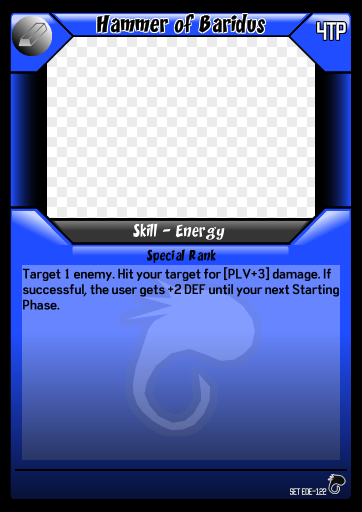 Hammer of Baridus
4TP
Skill - Energy
Special Rank
Target 1 enemy. Hit your target for [PLV+3] damage. If
successful, the user gets +2 DEF until your next Starting
Phase.
SET EOE-122